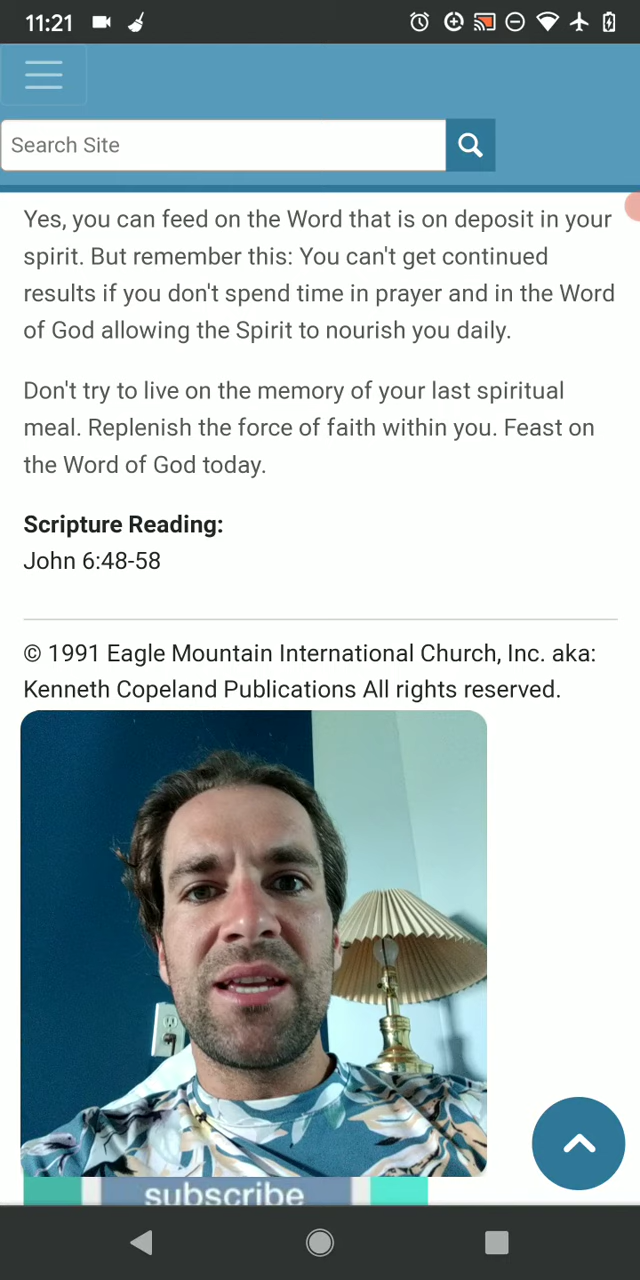 11:21
Search Site
Yes, you can feed on the Word that is on deposit in your
spirit. But remember this: You can't get continued
results if you don't spend time in prayer and in the Word
of God allowing the Spirit to nourish you daily.
Don't try to live on the memory of your last spiritual
meal. Replenish the force of faith within you. Feast on
the Word of God today.
Scripture Reading:
John 6:48-58
© 1991 Eagle Mountain International Church, Inc. aka:
Kenneth Copeland Publications All rights reserved.
subscribe